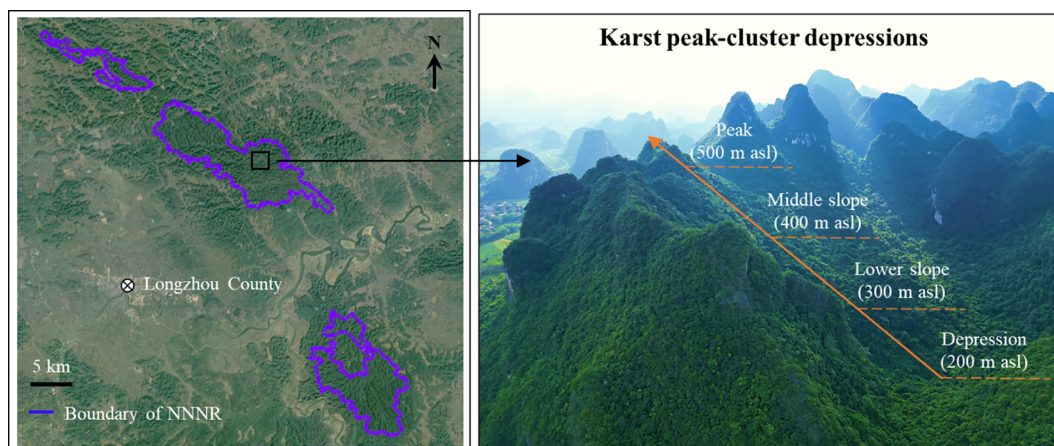 N
Longzhou County
5 km
Boundary of NNNR
Karst peak-cluster depressions
Peak
(500 m asl)
Middle slope
(400 m asl)
Lower slope
(300 m asl)
Depression
(200 m asl)